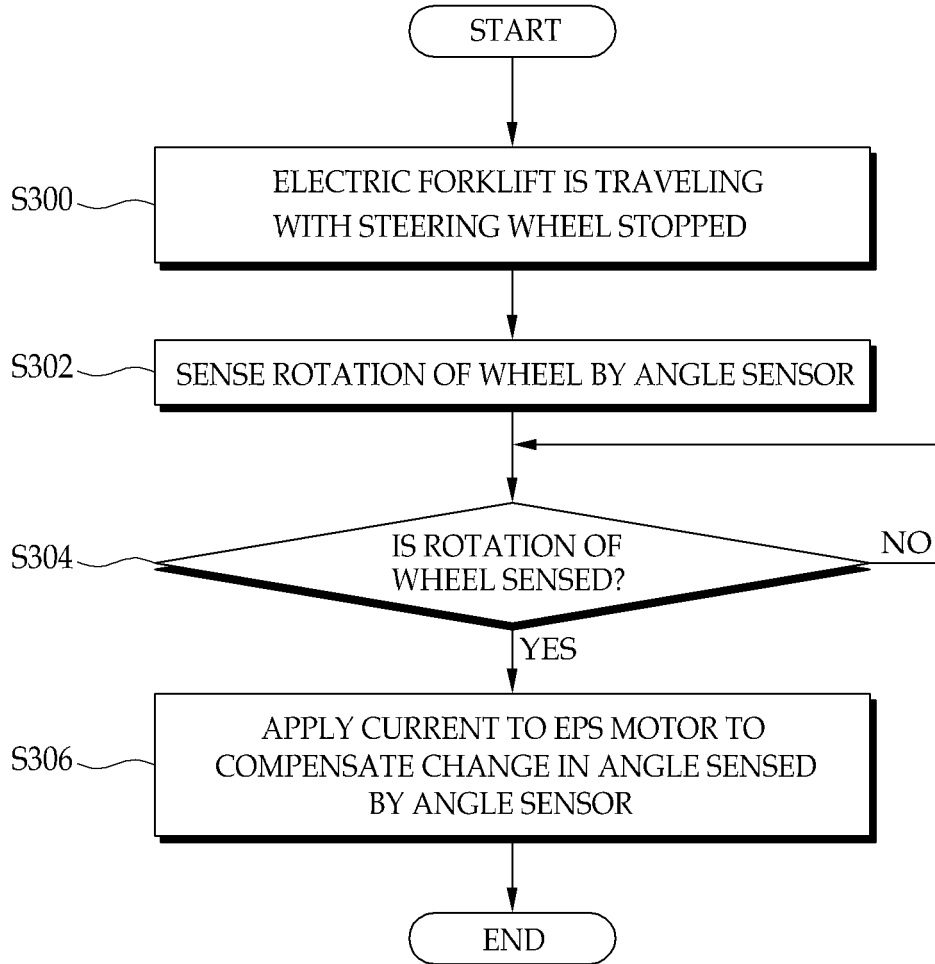 START
S300
ELECTRIC FORKLIFT IS TRAVELING
WITH STEERING WHEEL STOPPED
S302
SENSE ROTATION OF WHEEL BY ANGLE SENSOR
S304
IS ROTATION OF
WHEEL SENSED?
NO
YES
S306
APPLY CURRENT TO EPS MOTOR TO
COMPENSATE CHANGE IN ANGLE SENSED
BY ANGLE SENSOR
END